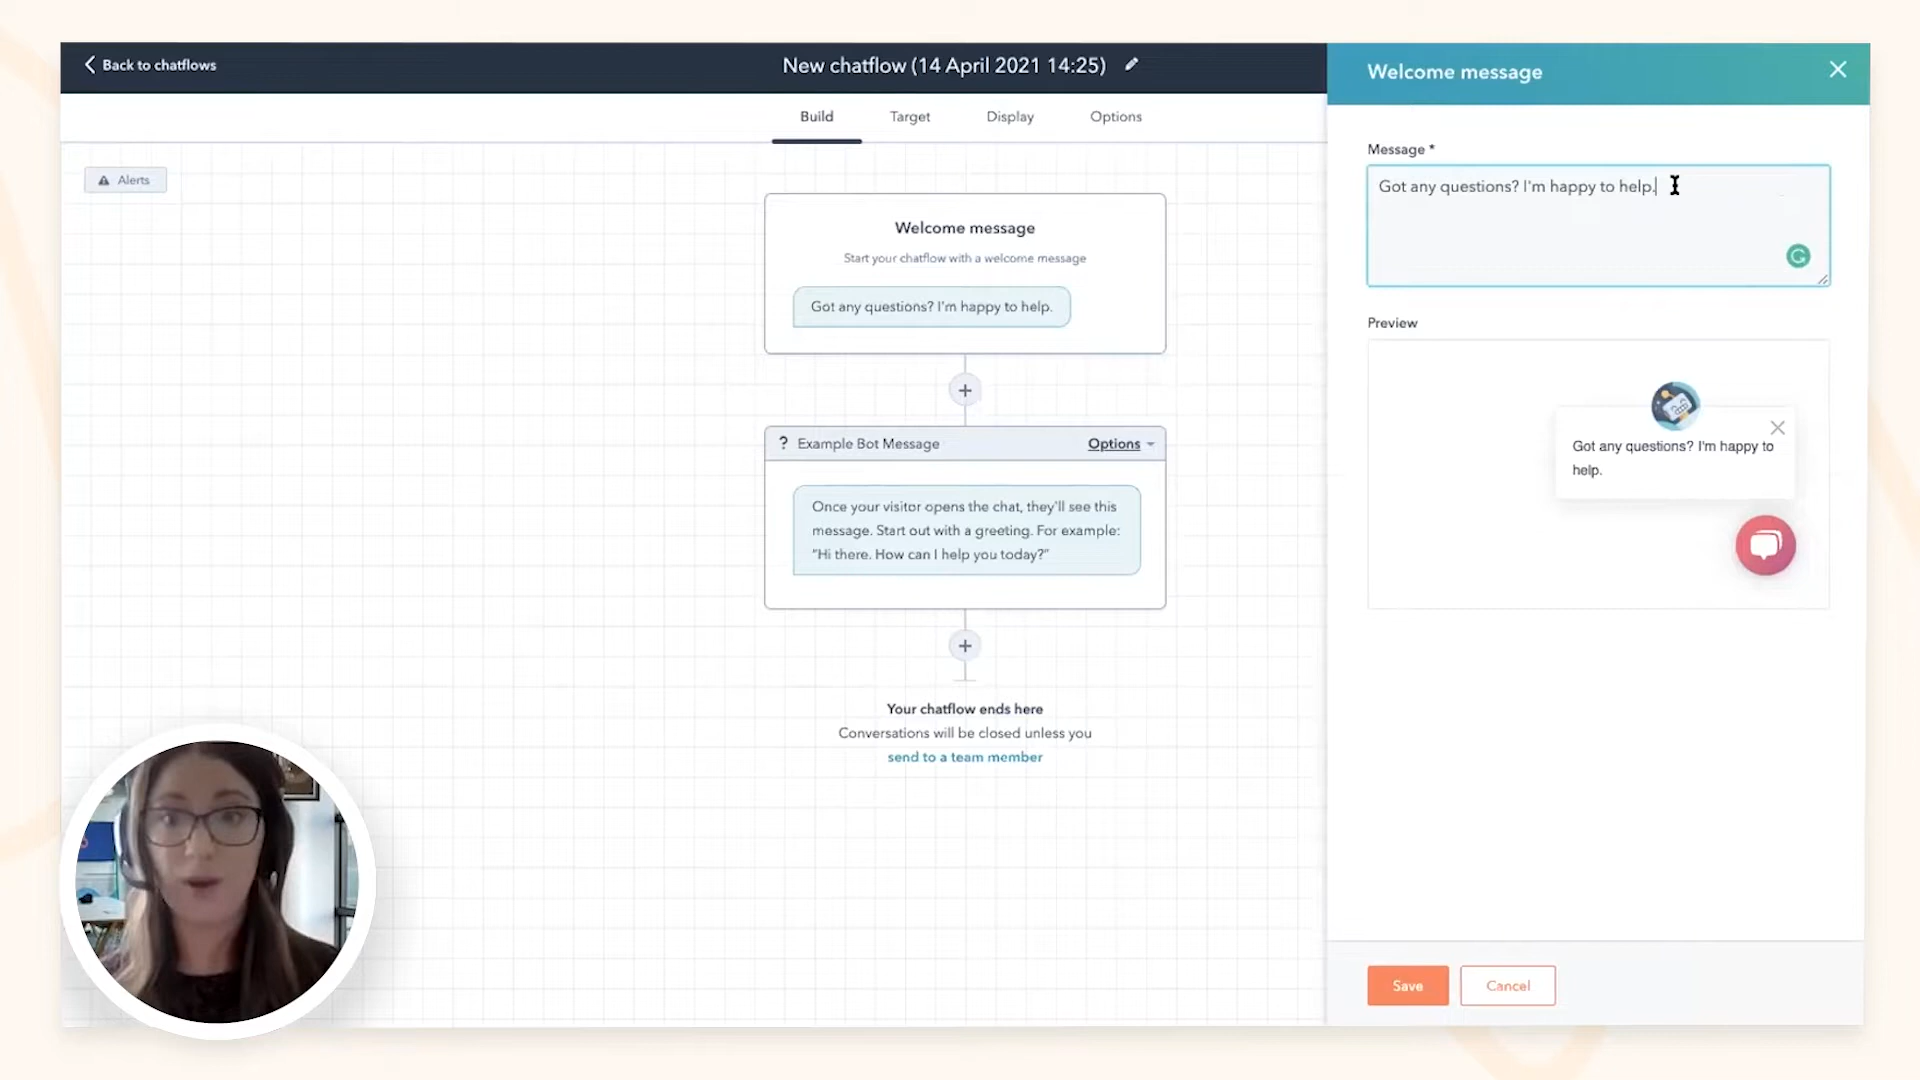 Back to chatflows
New chatflow (14 April 2021 14:25)
Build
Target
Display
Options
Alerts
Welcome message
Start your chatflow with a welcome message
Got any questions? I'm happy to help.
+
? Example Bot Message
Options
Once your visitor opens the chat, they'll see this
message. Start out with a greeting. For example:
"Hi there. How can I help you today?"
+
Your chatflow ends here
Conversations will be closed unless you
send to a team member
Welcome message
Message *
Got any questions? I'm happy to help.
Preview
Got any questions? I'm happy to
help.
Save
Cancel